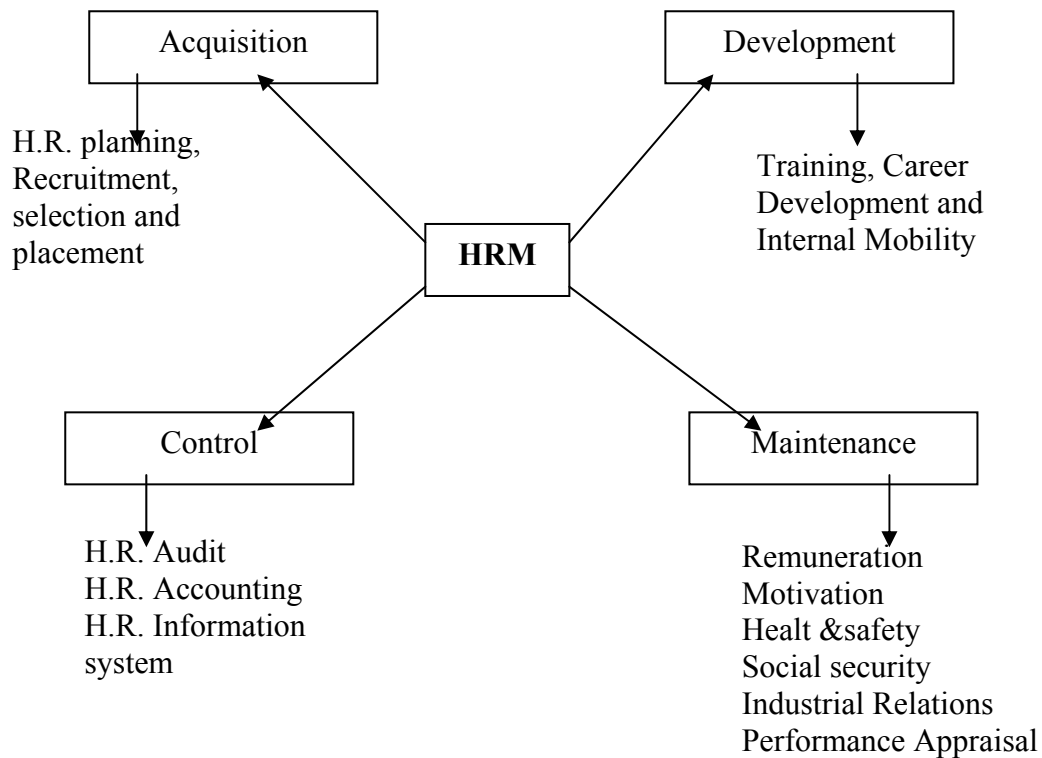 Acquisition
H.R. planning,
Recruitment,
selection and
placement
Development
Training, Career
Development and
Internal Mobility
HRM
Control
H.R. Audit
H.R. Accounting
H.R. Information
system
Maintenance
Remuneration
Motivation
Healt &safety
Social security
Industrial Relations
Performance Appraisal